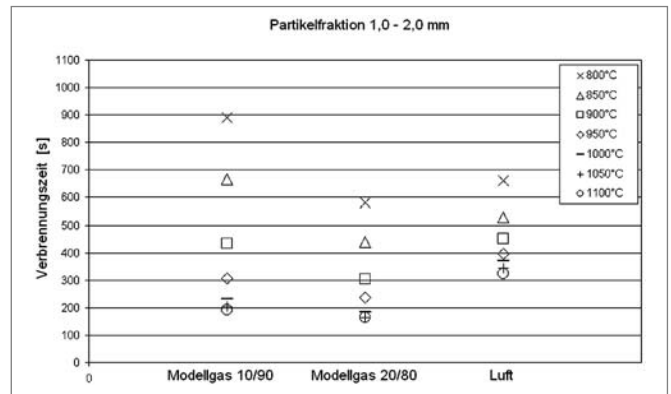 Partikelfraktion 1,0 - 2,0 mm
1100
1000
900
800
700
600
500
400
300
200
100
0
Verbrennungszeit [s]
800°C
850°C
900°C
950°C
1000°C
1050°C
1100°C
0
Modellgas 10/90
Modellgas 20/80
Luft